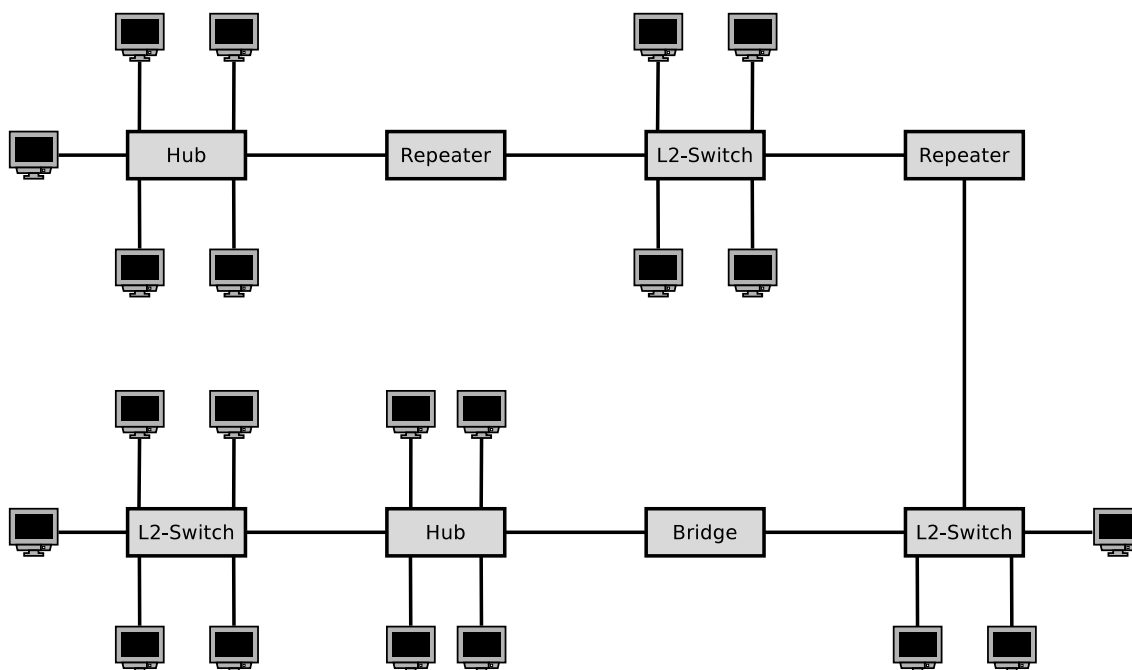 Hub
Repeater
L2-Switch
Repeater
L2-Switch
Hub
Bridge
L2-Switch